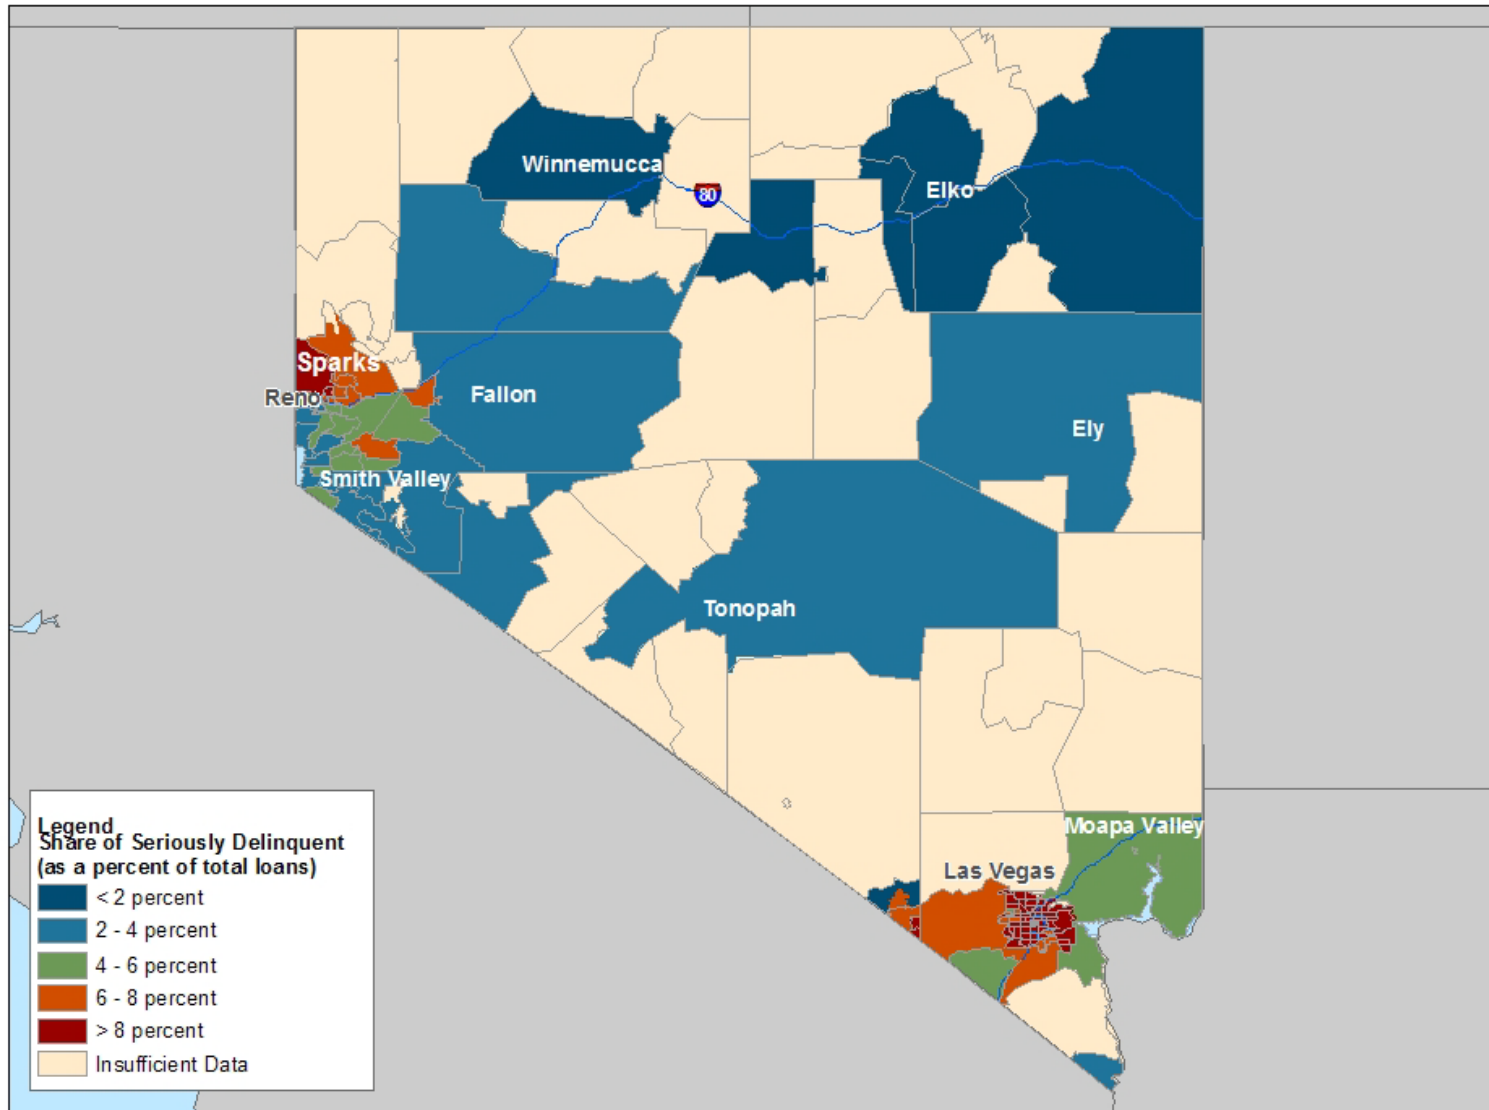 Winnemucca
80
Elko
Sparks
Reno
Fallon
Ely
Smith Valley
Tonopah
Moapa Valley
Las Vegas
Legend
Share of Seriously Delinquent
(as a percent of total loans)
< 2 percent
2 - 4 percent
4 - 6 percent
6 - 8 percent
> 8 percent
Insufficient Data